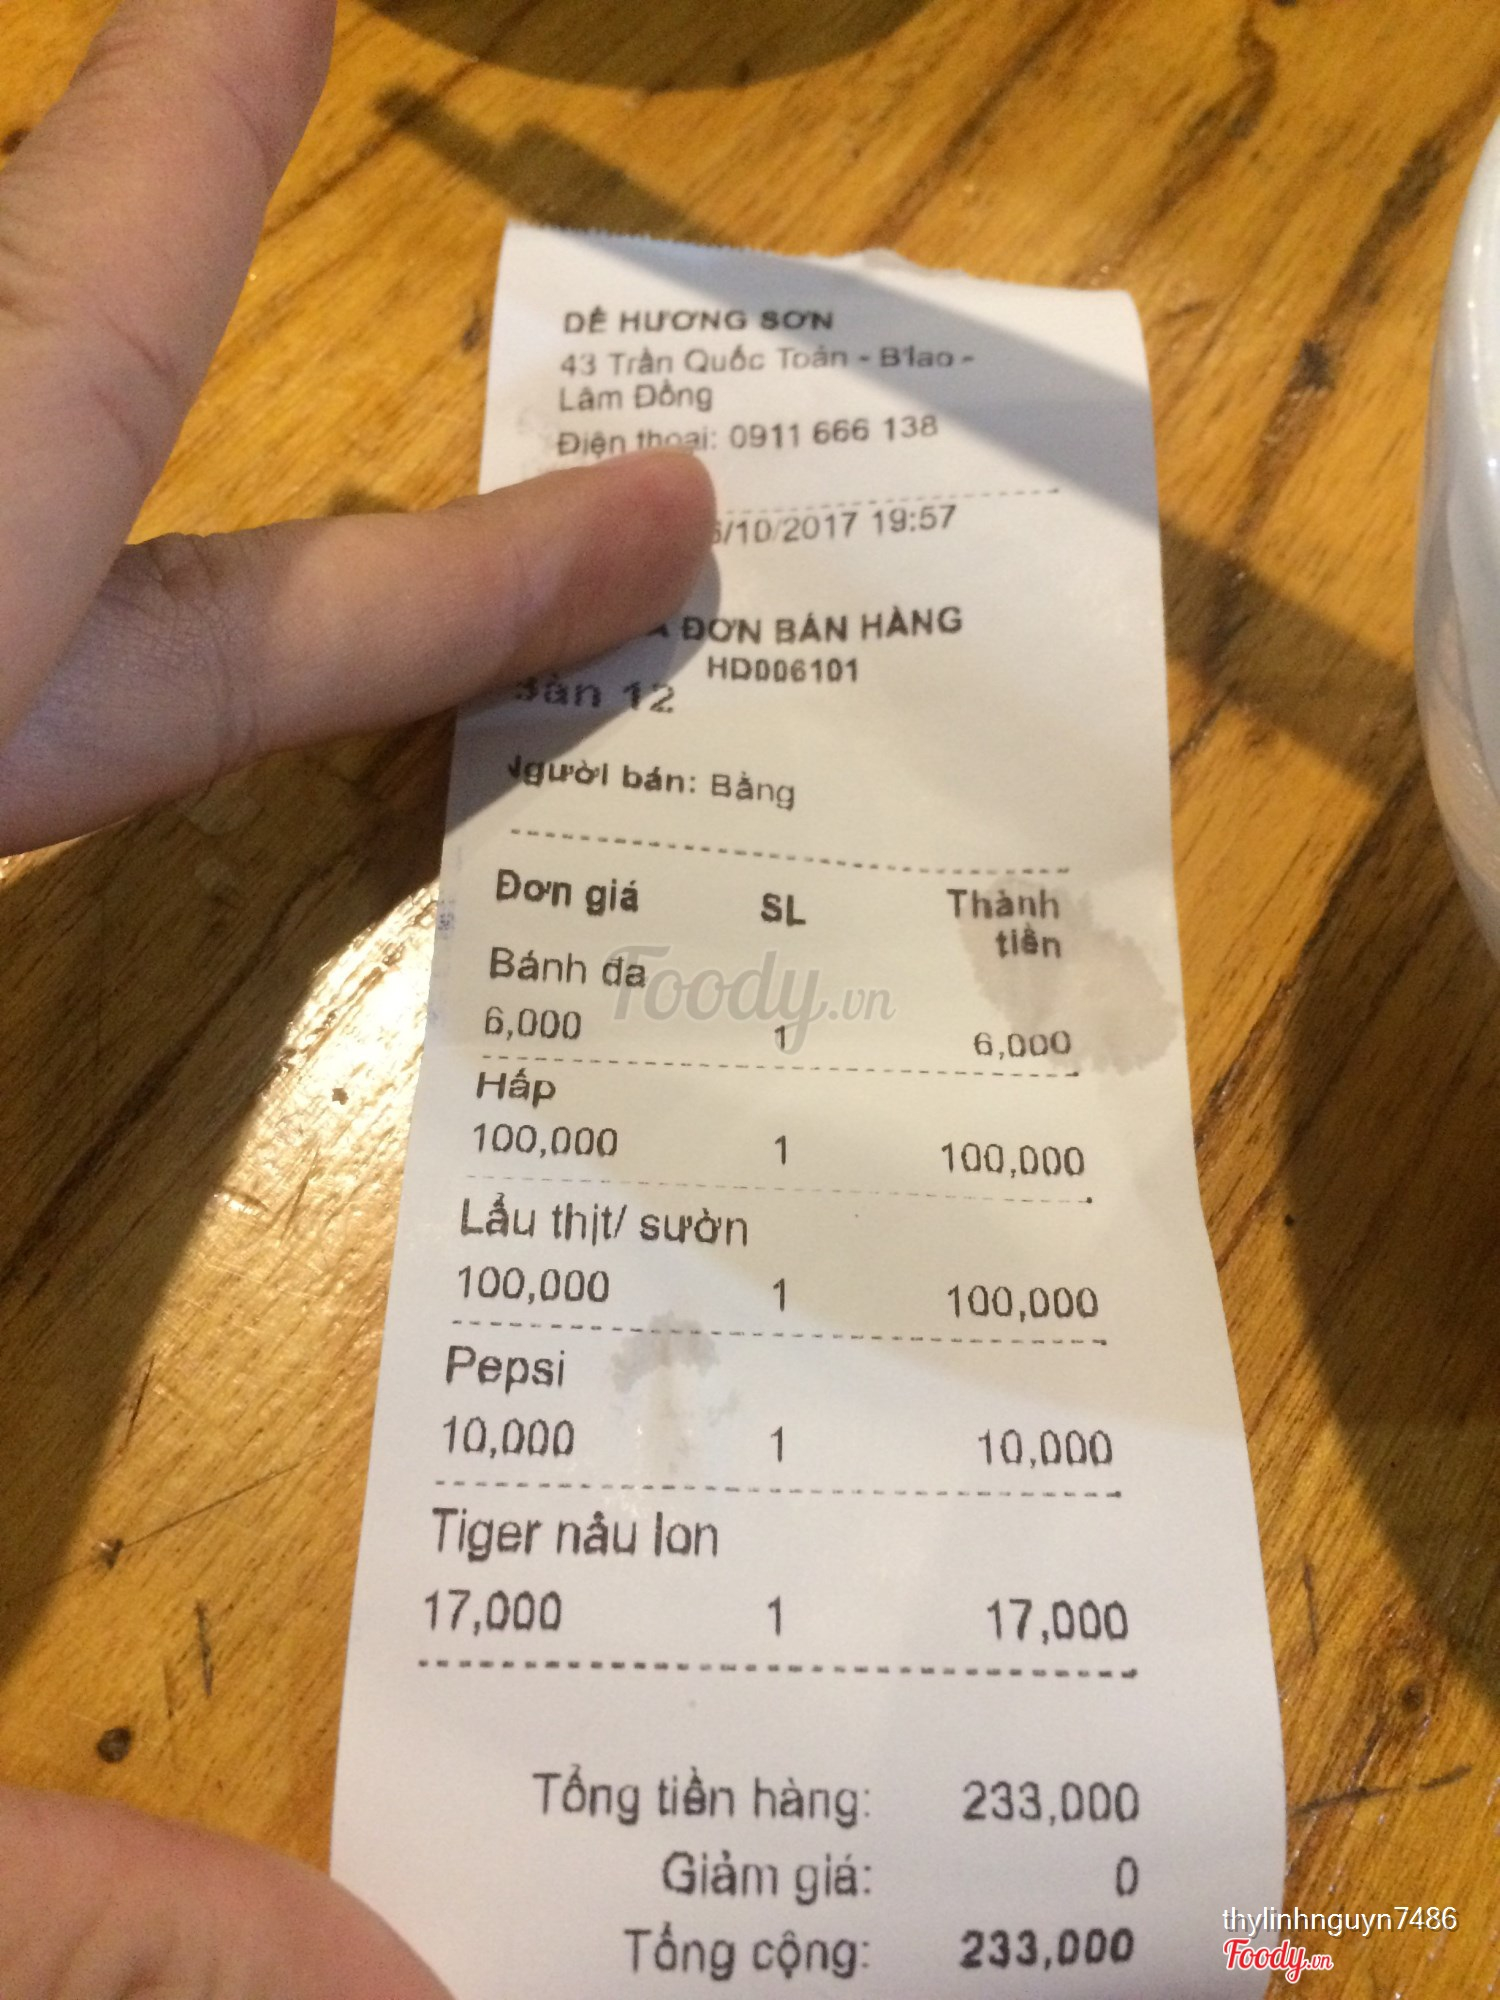 DÊ HƯƠNG SƠN
43 Trần Quốc Toản - B'lao -
Lâm Đồng
Điện thoại: 0911 666 138
6/10/2017 19:57
ĐƠN BÁN HÀNG
HD006101
Bàn 12
Người bán: Bằng
Đơn giá SL Thành
tiền
Bánh đa
6,000 1 6,000
Hấp
100,000 1 100,000
Lẩu thịt/ sườn
100,000 1 100,000
Pepsi
10,000 1 10,000
Tiger nâu lon
17,000 1 17,000
Tổng tiền hàng: 233,000
Giảm giá: 0
Tổng cộng: 233,000
Foody.vn
thylinhnguyn7486
Foody.vn